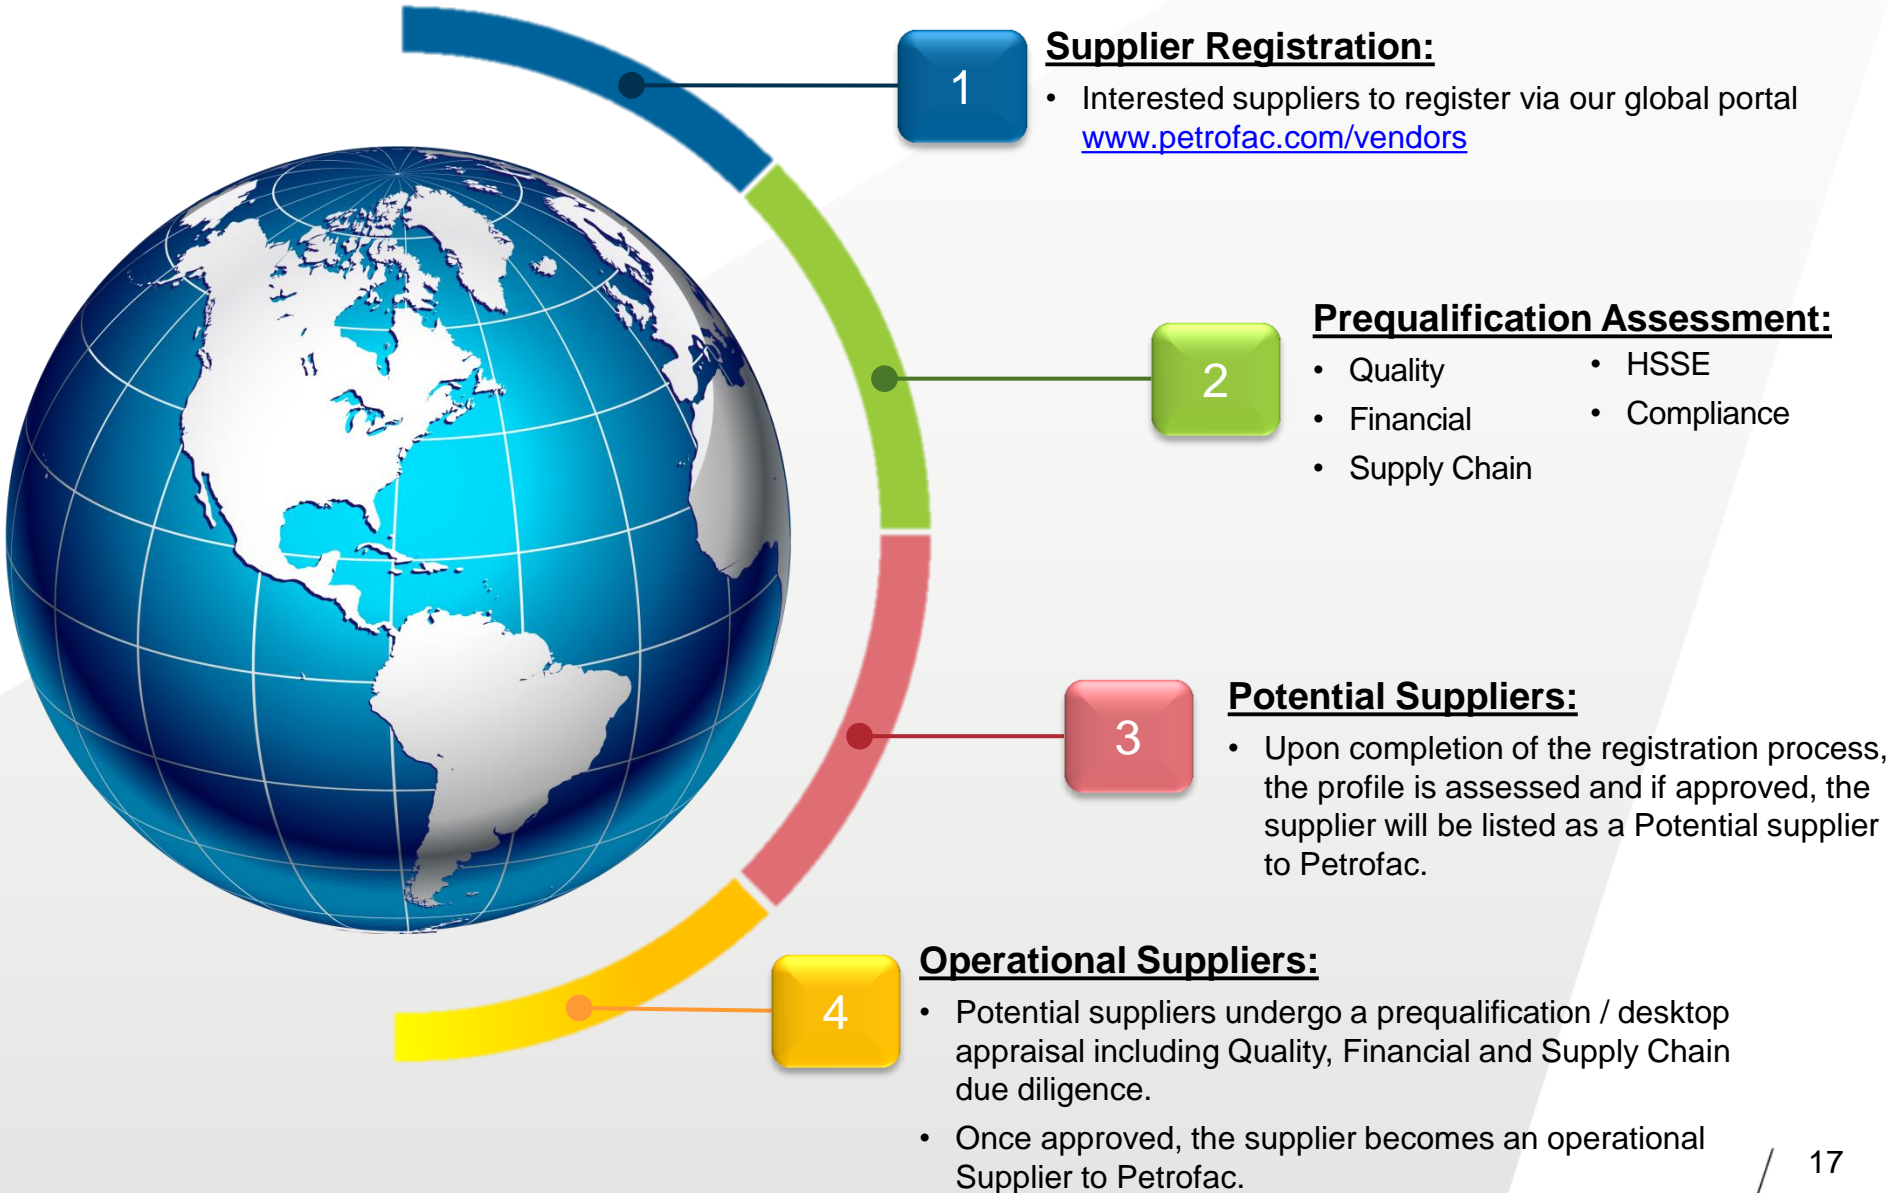 1
Supplier Registration:
• Interested suppliers to register via our global portal
www.petrofac.com/vendors
2
Prequalification Assessment:
• Quality
• Financial
• Supply Chain
• HSSE
• Compliance
3
Potential Suppliers:
• Upon completion of the registration process,
the profile is assessed and if approved, the
supplier will be listed as a Potential supplier
to Petrofac.
4
Operational Suppliers:
• Potential suppliers undergo a prequalification / desktop
appraisal including Quality, Financial and Supply Chain
due diligence.
• Once approved, the supplier becomes an operational
Supplier to Petrofac.
17